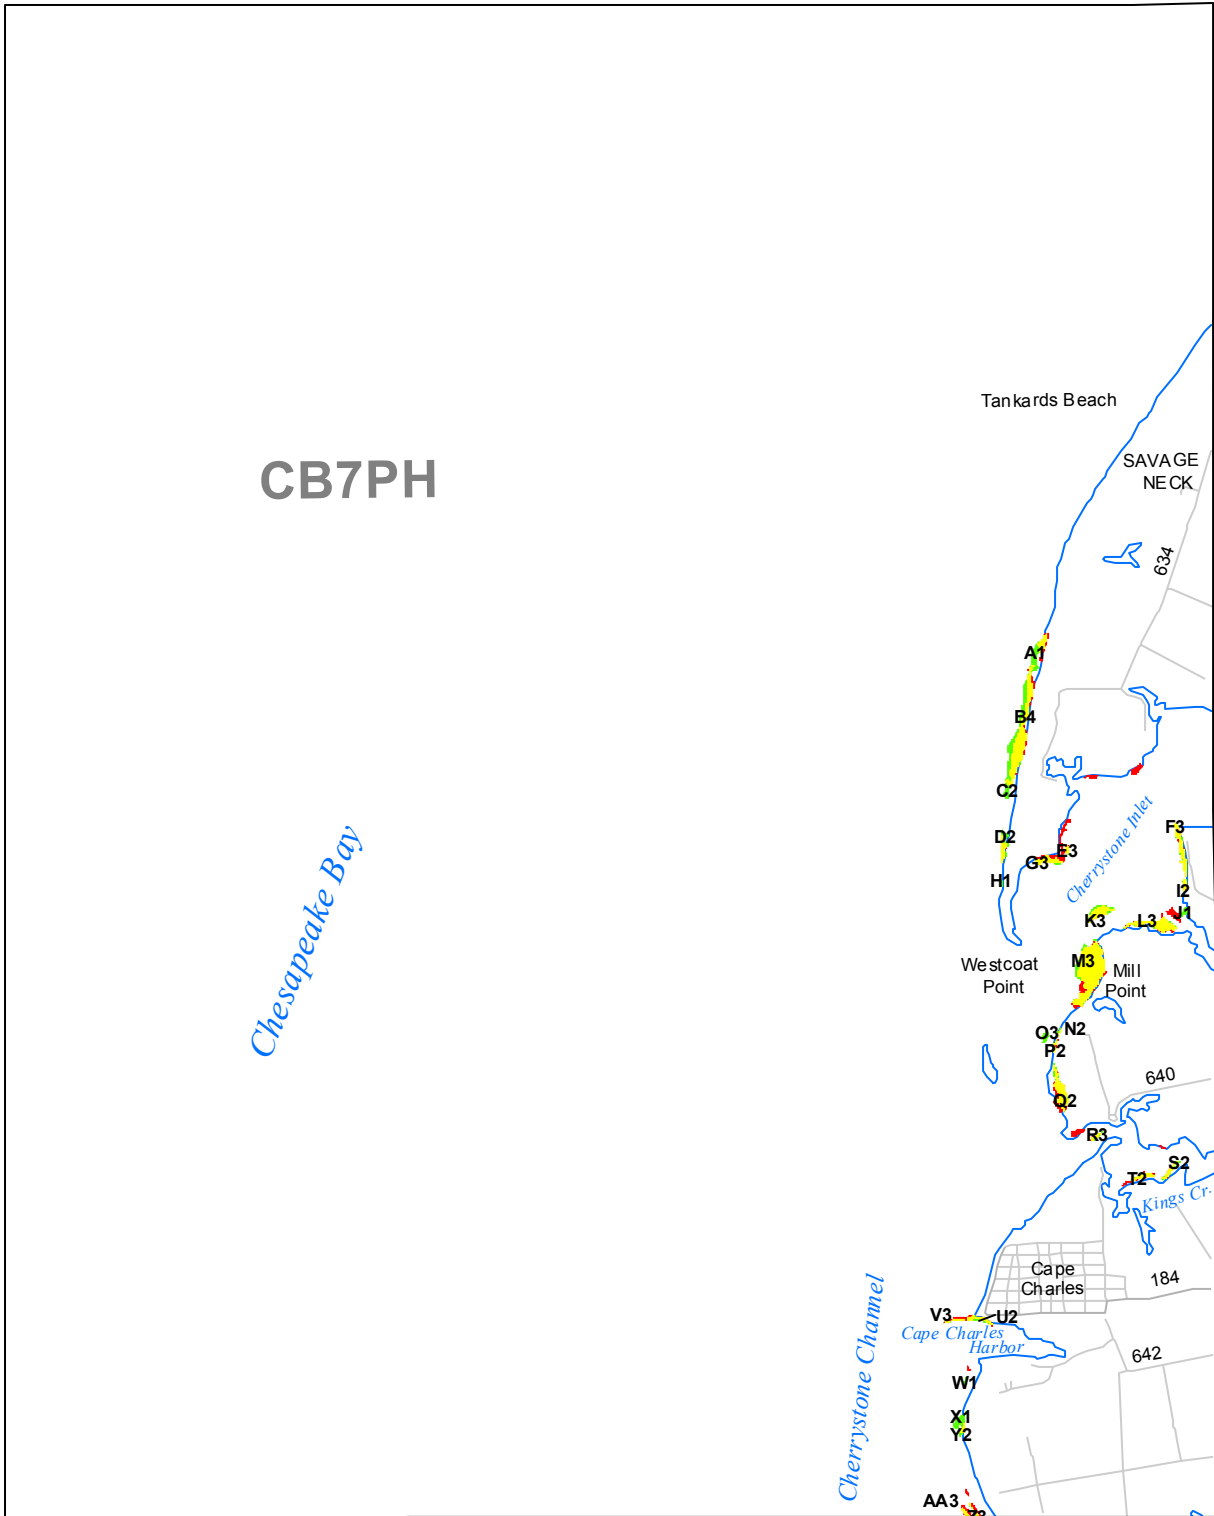 Tankards Beach
SAVAGE
NECK
CB7PH
634
A1
B4
C2
Cherrystone Inlet
D2
F3
E3
G3
H1
I2
J1
K3
L3
Chesapeake Bay
M3
Westcoat
Point
Mill
Point
O3
N2
P2
640
Q2
R3
S2
T2
Kings Cr.
Cape
Charles
184
V3
U2
Cape Charles
Harbor
Cherrystone Channel
642
W1
X1
Y2
AA3